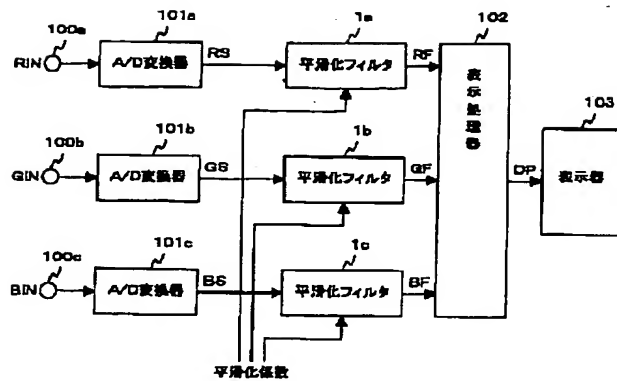 100a
101a
1a
102
RIN
A/D変換器
RS
平滑化フィルタ
RF
表示処理器
100b
101b
1b
103
GIN
A/D変換器
GS
平滑化フィルタ
GF
DP
表示器
100c
101c
1c
BIN
A/D変換器
BS
平滑化フィルタ
BF
平滑化係数